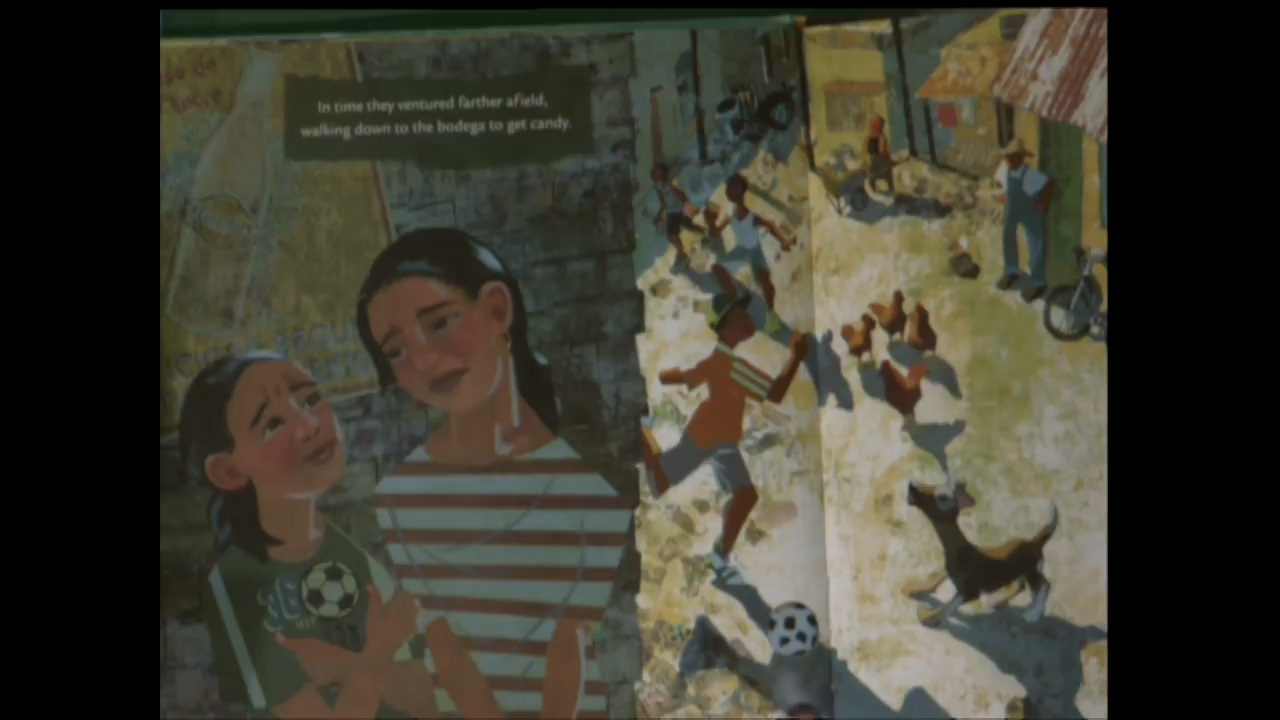 In time they ventured farther afield,
walking down to the bodega to get candy.